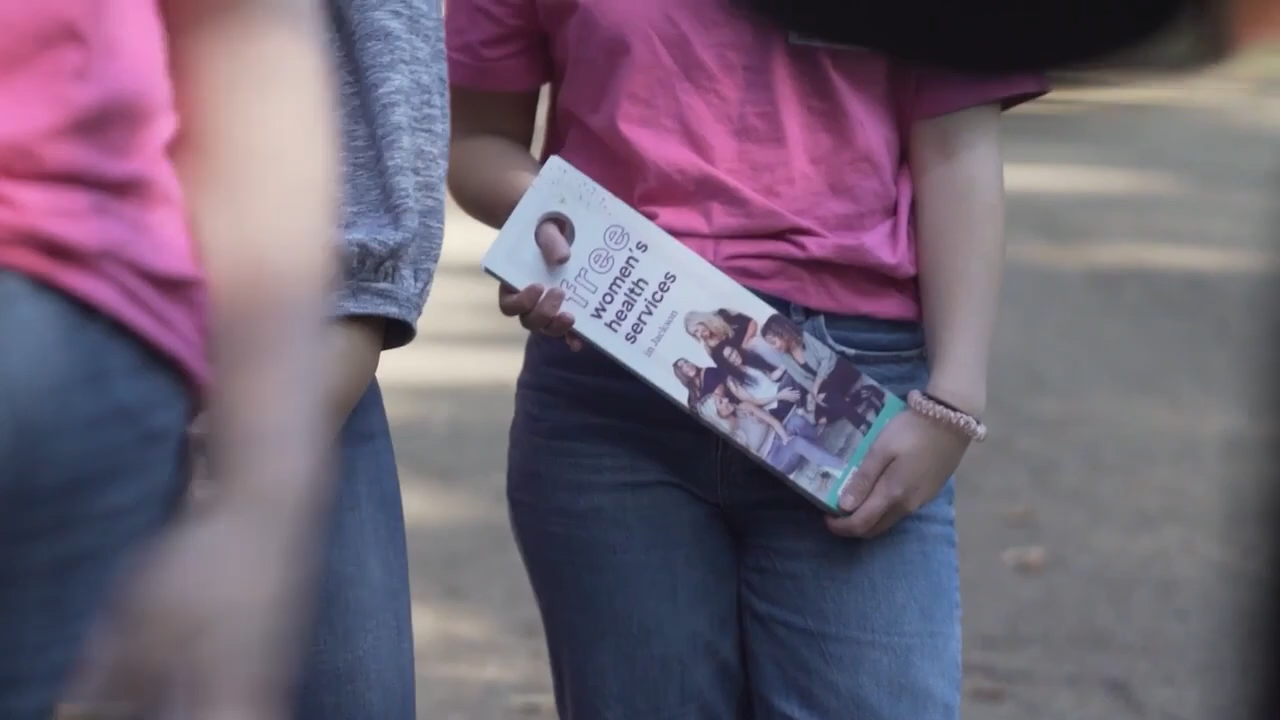 free
women's
health
services
in Jackson